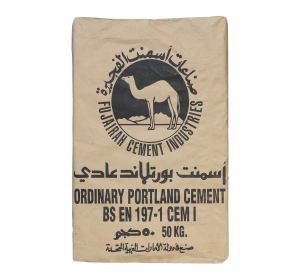 صناعات أسمنت الفجيرة
FUJAIRAH CEMENT INDUSTRIES
أسمنت بورتلاند عادي
ORDINARY PORTLAND CEMENT
BS EN 197-1 CEM I
٥٠ كجم 50 KG.
صنع في دولة الإمارات العربية المتحدة